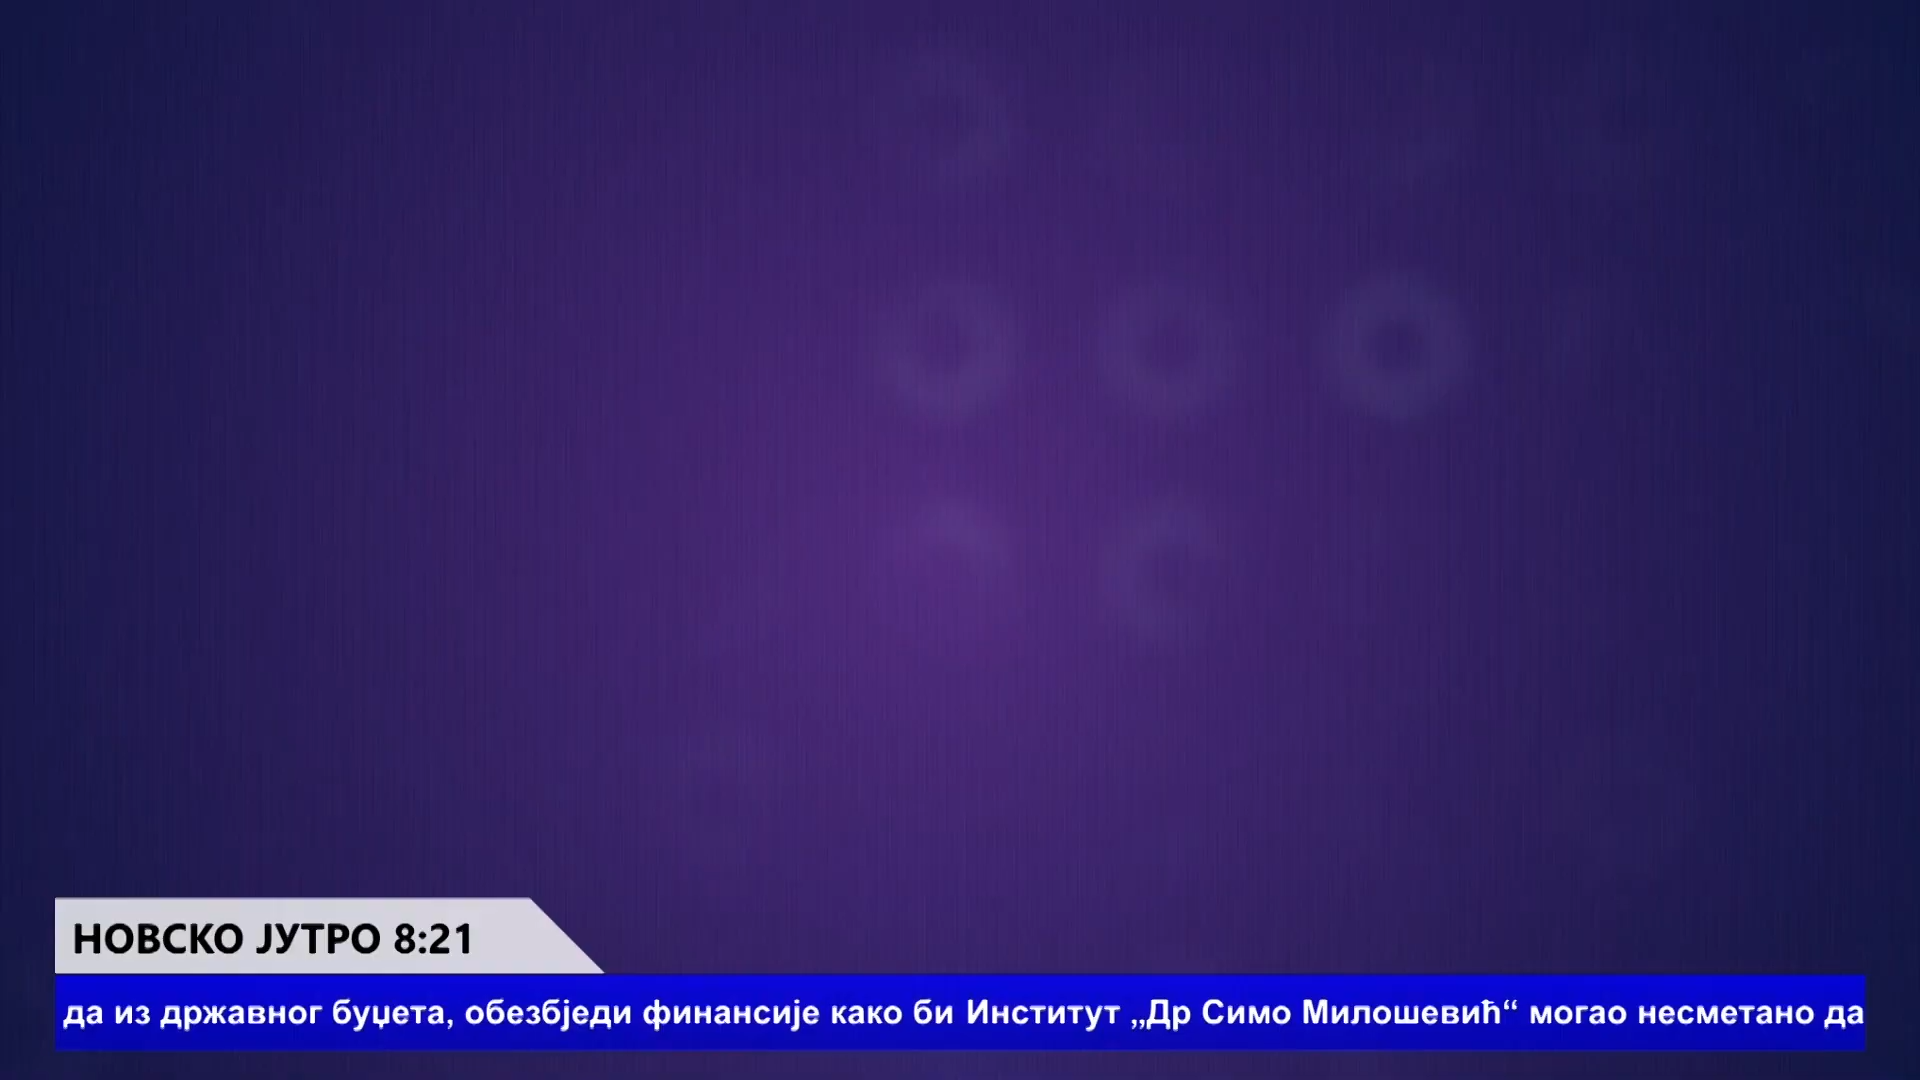 НОВСКО ЈУТРО 8:21
да из државног буџета, обезбједи финансије како би Институт „Др Симо Милошевић“ могао несметано да